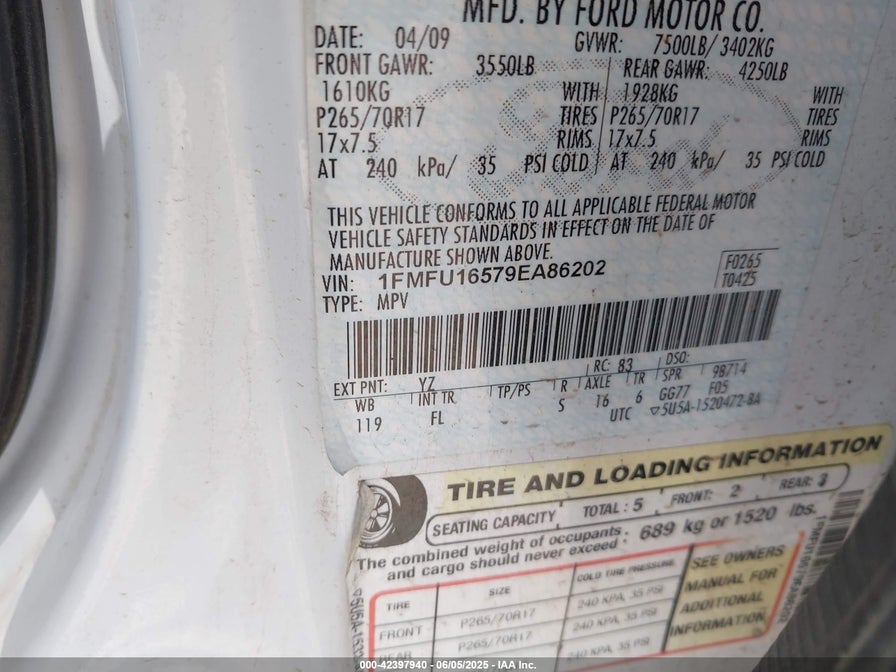 MFD. BY FORD MOTOR CO.
DATE: 04/09 GVWR: 7500LB/ 3402KG
FRONT GAWR: 3550LB REAR GAWR: 4250LB
1610KG WITH 1928KG WITH
P265/70R17 TIRES P265/70R17 TIRES
17x7.5 RIMS 17x7.5 RIMS
AT 240 kPa/ 35 PSI COLD AT 240 kPa/ 35 PSI COLD
THIS VEHICLE CONFORMS TO ALL APPLICABLE FEDERAL MOTOR
VEHICLE SAFETY STANDARDS IN EFFECT ON THE DATE OF
MANUFACTURE SHOWN ABOVE.
VIN: 1FMFU16579EA86202 F0265
TYPE: MPV T0425
EXT PNT: YZ RC: 83 DSO:
WB INT TR TP/PS R AXLE TR SPR 9B714
119 FL S 16 6 GG77 F05
UTC ▽5U5A-1520472-BA
TIRE AND LOADING INFORMATION
SEATING CAPACITY TOTAL: 5 FRONT: 2 REAR: 3
The combined weight of occupants
and cargo should never exceed: 689 kg or 1520 lbs.
TIRE SIZE COLD TIRE PRESSURE SEE OWNERS
MANUAL FOR
ADDITIONAL
INFORMATION
FRONT P265/70R17 240 KPA, 35 PSI
REAR P265/70R17 240 KPA, 35 PSI
240 KPA, 35 PSI
000-42397940 - 06/05/2025 - IAA Inc.